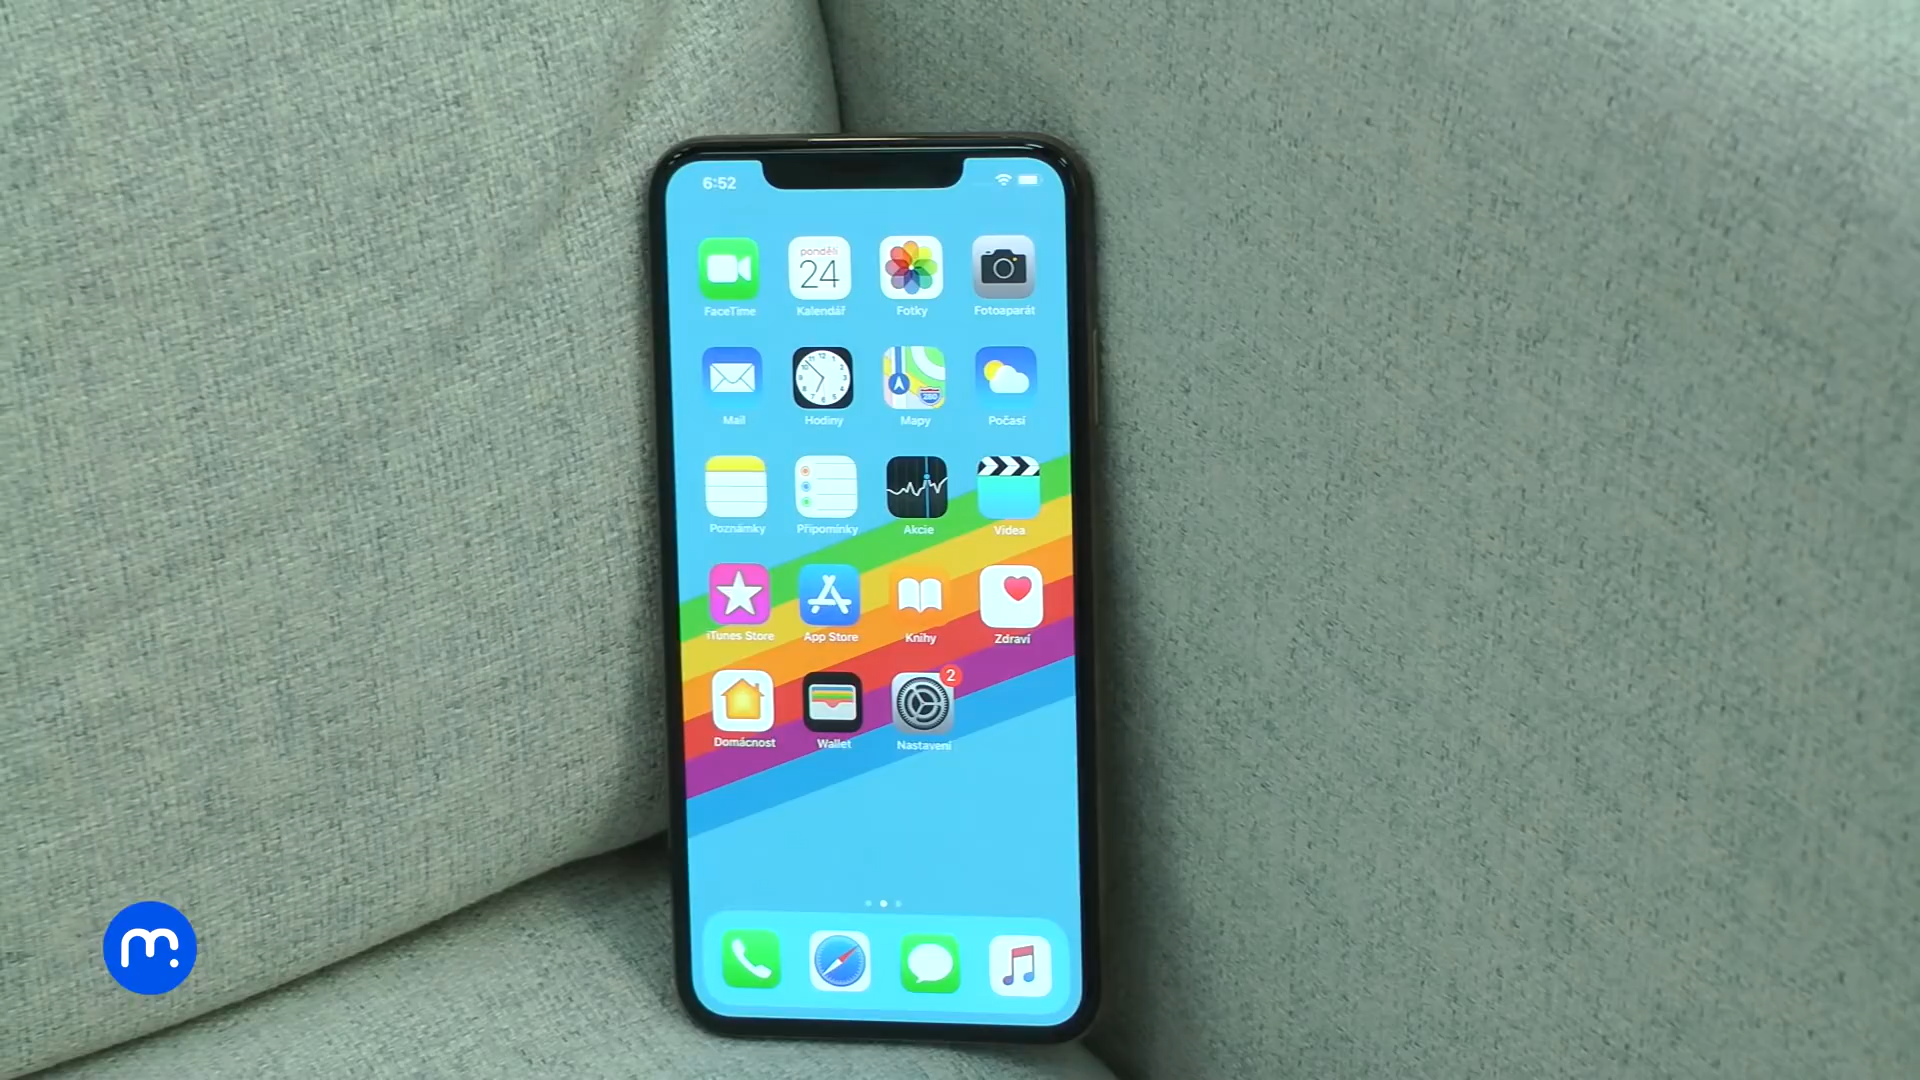 6:52
pondělí
24
FaceTime Kalendář Fotky Fotoaparát
280
Mail Hodiny Mapy Počasí
Poznámky Připomínky Akcie Videa
iTunes Store App Store Knihy Zdraví
2
Domácnost Wallet Nastavení
m.